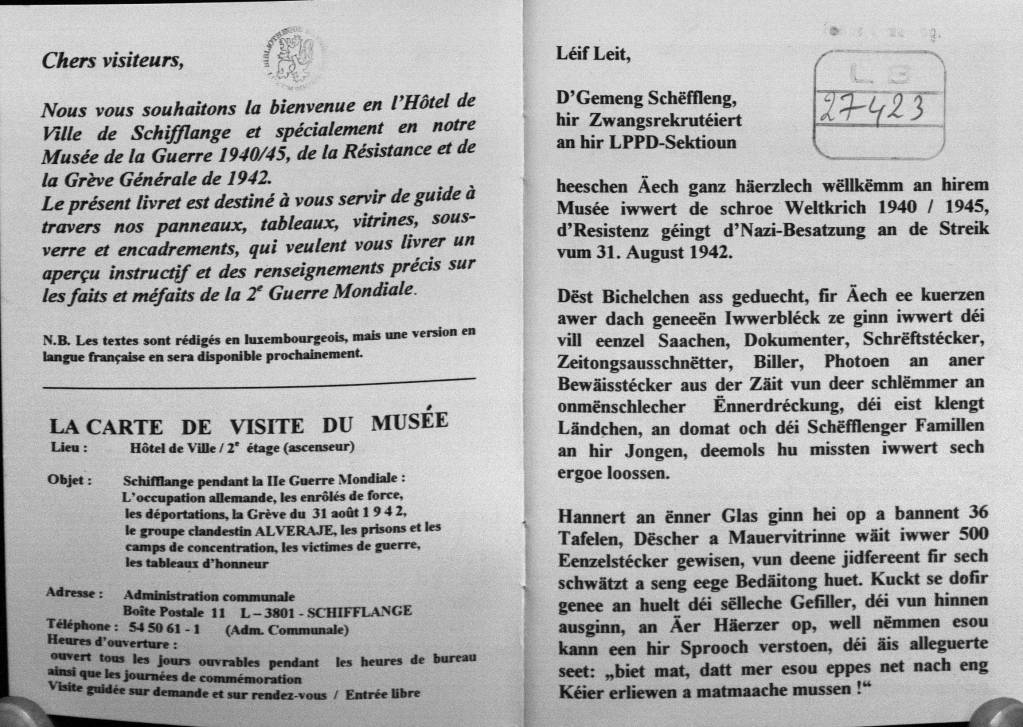 Chers visiteurs,
Nous vous souhaitons la bienvenue en l'Hôtel de
Ville de Schifflange et spécialement en notre
Musée de la Guerre 1940/45, de la Résistance et de
la Grève Générale de 1942.
Le présent livret est destiné à vous servir de guide à
travers nos panneaux, tableaux, vitrines, sous-
verre et encadrements, qui veulent vous livrer un
aperçu instructif et des renseignements précis sur
les faits et méfaits de la 2e Guerre Mondiale.
N.B. Les textes sont rédigés en luxembourgeois, mais une version en
langue française en sera disponible prochainement.
LA CARTE DE VISITE DU MUSÉE
Lieu : Hôtel de Ville / 2e étage (ascenseur)
Objet : Schifflange pendant la IIe Guerre Mondiale :
L'occupation allemande, les enrôlés de force,
les déportations, la Grève du 31 août 1 9 4 2,
le groupe clandestin ALVERAJE, les prisons et les
camps de concentration, les victimes de guerre,
les tableaux d'honneur
Adresse : Administration communale
Boîte Postale 11 L – 3801 - SCHIFFLANGE
Téléphone : 54 50 61 - 1 (Adm. Communale)
Heures d'ouverture :
ouvert tous les jours ouvrables pendant les heures de bureau
ainsi que les journées de commémoration
Visite guidée sur demande et sur rendez-vous / Entrée libre
Léif Leit,
L B
27423
D'Gemeng Schëffleng,
hir Zwangsrekrutéiert
an hir LPPD-Sektioun
heeschen Äech ganz häerzlech wëllkëmm an hirem
Musée iwwert de schroe Weltkrich 1940 / 1945,
d'Resistenz géingt d'Nazi-Besatzung an de Streik
vum 31. August 1942.
Dëst Bichelchen ass geduecht, fir Äech ee kuerzen
awer dach geneeën Iwwerbléck ze ginn iwwert déi
vill eenzel Saachen, Dokumenter, Schrëftstécker,
Zeitongsausschnëtter, Biller, Photoen an aner
Bewäisstécker aus der Zäit vun deer schlëmmer an
onmënschlecher Ënnerdréckung, déi eist klengt
Ländchen, an domat och déi Schëfflenger Famillen
an hir Jongen, deemols hu missten iwwert sech
ergoe loossen.
Hannert an ënner Glas ginn hei op a bannent 36
Tafelen, Dëscher a Mauervitrinne wäit iwwer 500
Eenzelstécker gewisen, vun deene jidfereent fir sech
schwätzt a seng eege Bedäitong huet. Kuckt se dofir
genee an huelt déi sëlleche Gefiller, déi vun hinnen
ausginn, an Äer Häerzer op, well nëmmen esou
kann een hir Sprooch verstoen, déi äis alleguerte
seet: „biet mat, datt mer esou eppes net nach eng
Kéier erliewen a matmaache mussen !“